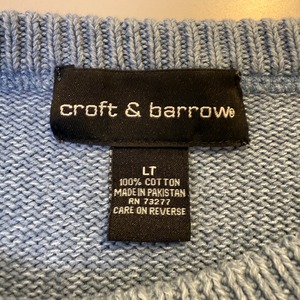 croft & barrow®
LT
100% COTTON
MADE IN PAKISTAN
RN 73277
CARE ON REVERSE